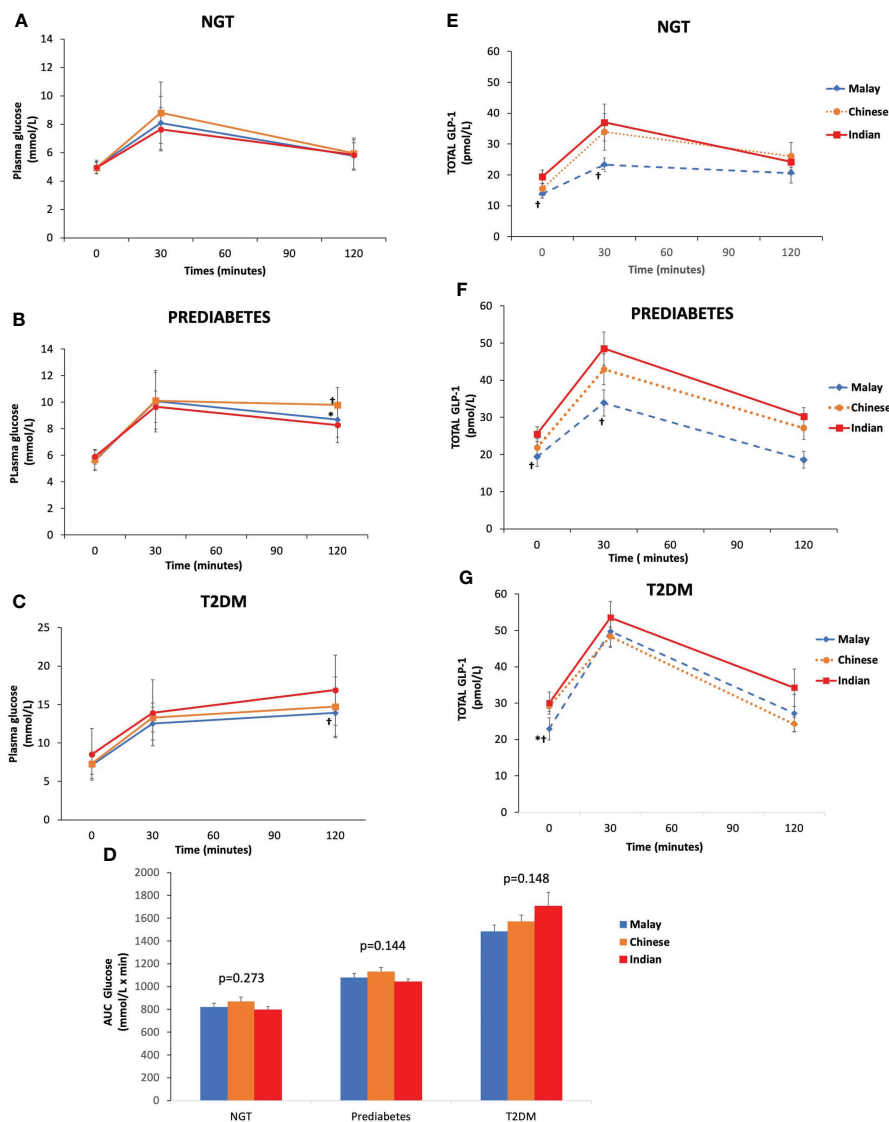 A
NGT
Plasma glucose
(mmol/L)
14
12
10
8
6
4
2
0
0 30 60 90 120
Times (minutes)
B
PREDIABETES
PLasma glucose
(mmol/L)
14
12
10
8
6
4
2
0
†
*
0 30 60 90 120
Time (minutes)
C
T2DM
Plasma glucose
(mmol/L)
25
20
15
10
5
0
†
0 30 60 90 120
Time (minutes)
D
AUC Glucose
(mmol/L x min)
2000
1800
1600
1400
1200
1000
800
600
400
200
0
p=0.273
p=0.144
p=0.148
NGT Prediabetes T2DM
Malay
Chinese
Indian
E
NGT
TOTAL GLP-1
(pmol/L)
60
50
40
30
20
10
0
†
†
0 30 60 90 120
Time (minutes)
Malay
Chinese
Indian
F
PREDIABETES
TOTAL GLP-1
(pmol/L)
60
50
40
30
20
10
0
†
†
0 30 60 90 120
Time ( minutes)
Malay
Chinese
Indian
G
T2DM
TOTAL GLP-1
(pmol/L)
60
50
40
30
20
10
0
*†
0 30 60 90 120
Time (minutes)
Malay
Chinese
Indian